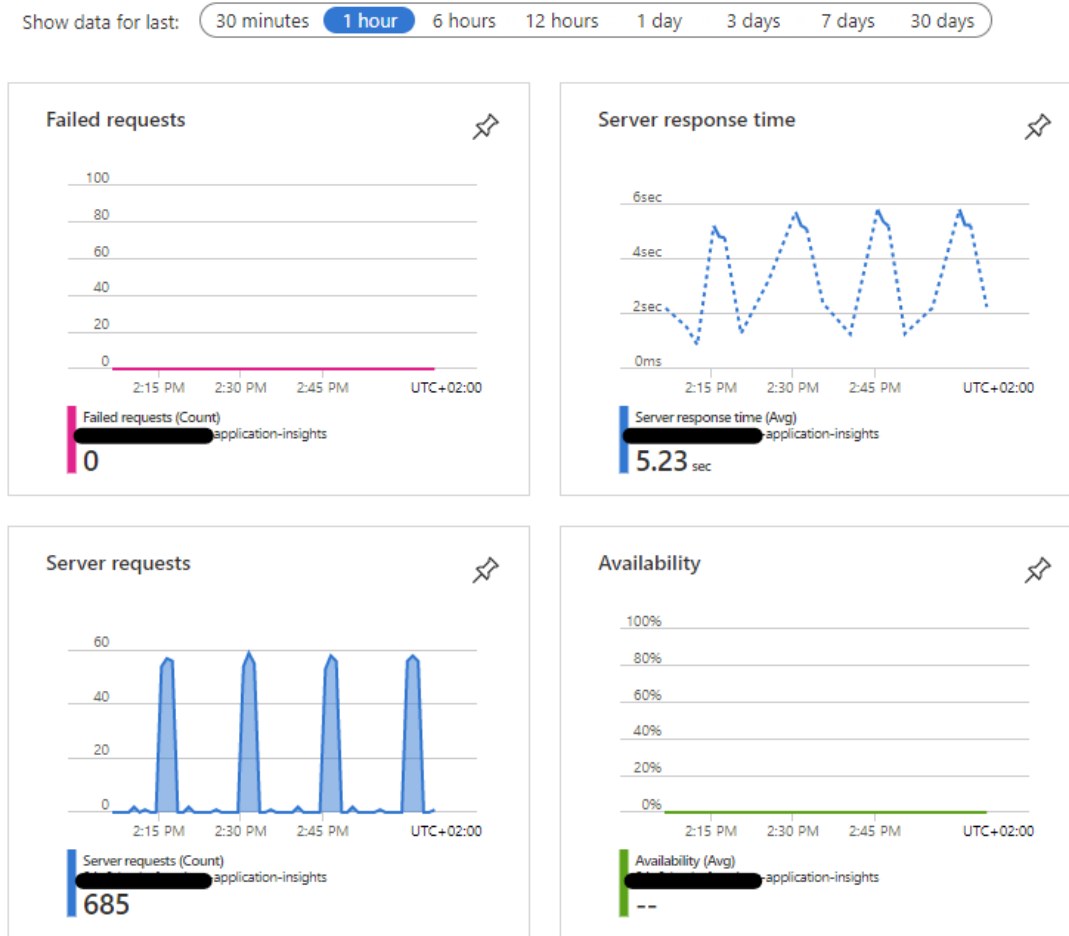 Show data for last: 30 minutes 1 hour 6 hours 12 hours 1 day 3 days 7 days 30 days
Failed requests
100
80
60
40
20
0
2:15 PM 2:30 PM 2:45 PM UTC+02:00
Failed requests (Count)
application-insights
0
Server response time
6sec
4sec
2sec
0ms
2:15 PM 2:30 PM 2:45 PM UTC+02:00
Server response time (Avg)
-application-insights
5.23 sec
Server requests
60
40
20
0
2:15 PM 2:30 PM 2:45 PM UTC+02:00
Server requests (Count)
-application-insights
685
Availability
100%
80%
60%
40%
20%
0%
2:15 PM 2:30 PM 2:45 PM UTC+02:00
Availability (Avg)
-application-insights
--